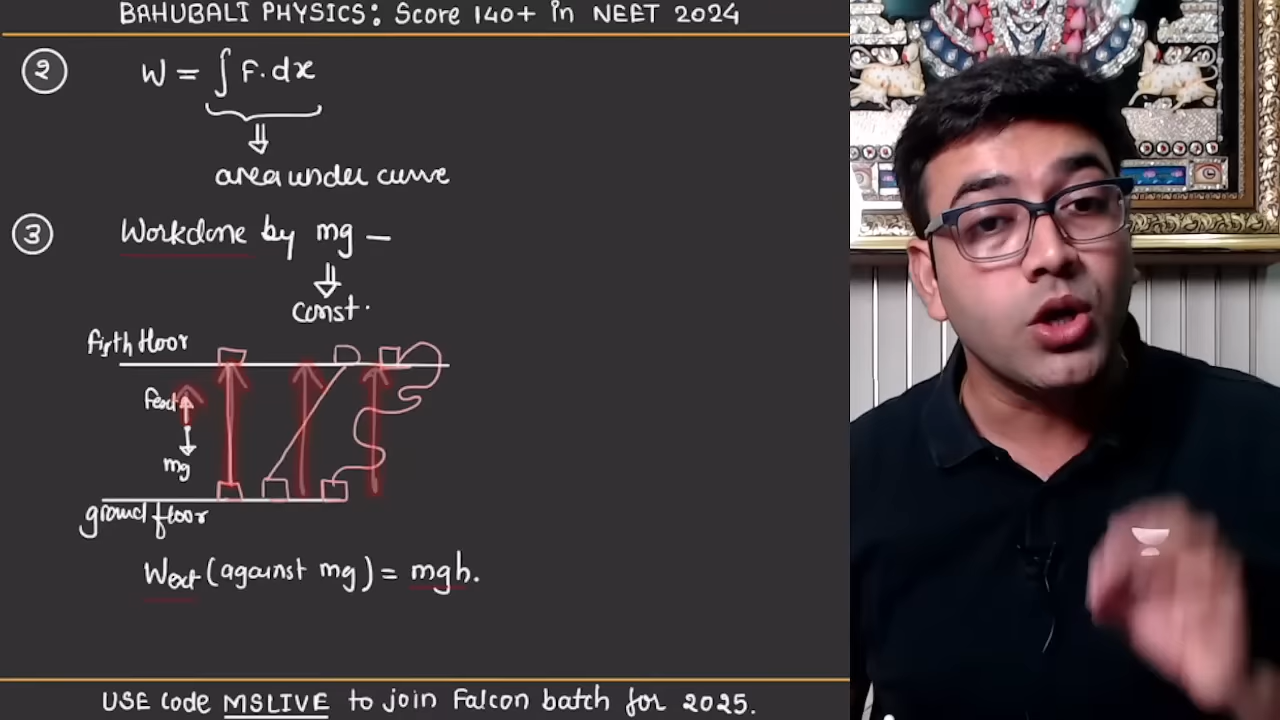 BAHUBALI PHYSICS: Score 140+ in NEET 2024
② W = ∫ F.dx
⇓
area under curve
③ Workdone by mg –
⇓
const.
fifth floor
Fext
mg
ground floor
Wext (against mg) = mgh.
USE Code MSLIVE to join Falcon batch for 2025.